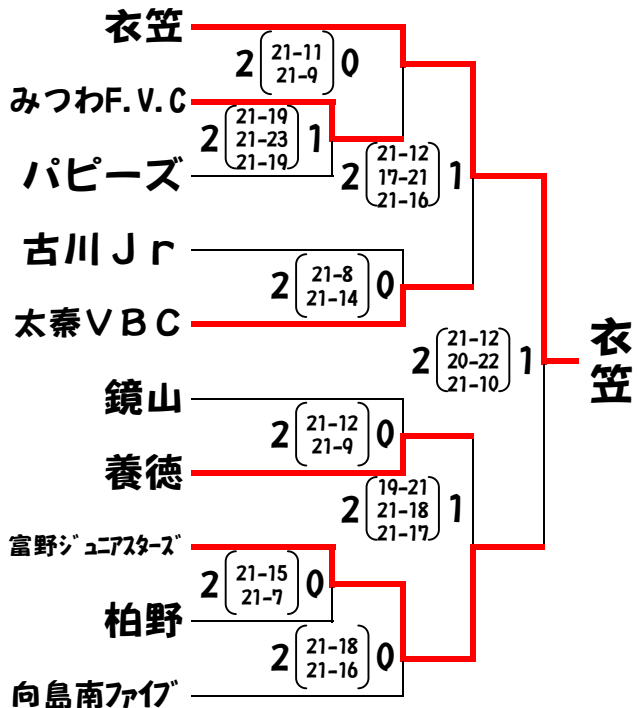 衣笠
2 21-11 0
21-9
みつわF.V.C
2 21-19 1
21-23
21-19
パピーズ
2 21-12 1
17-21
21-16
古川Jr
2 21-8 0
21-14
太秦VBC
2 21-12 1
20-22
21-10
衣笠
鏡山
2 21-12 0
21-9
養徳
2 19-21 1
21-18
21-17
富野ジュニアスターズ
2 21-15 0
21-7
柏野
2 21-18 0
21-16
向島南ファイブ